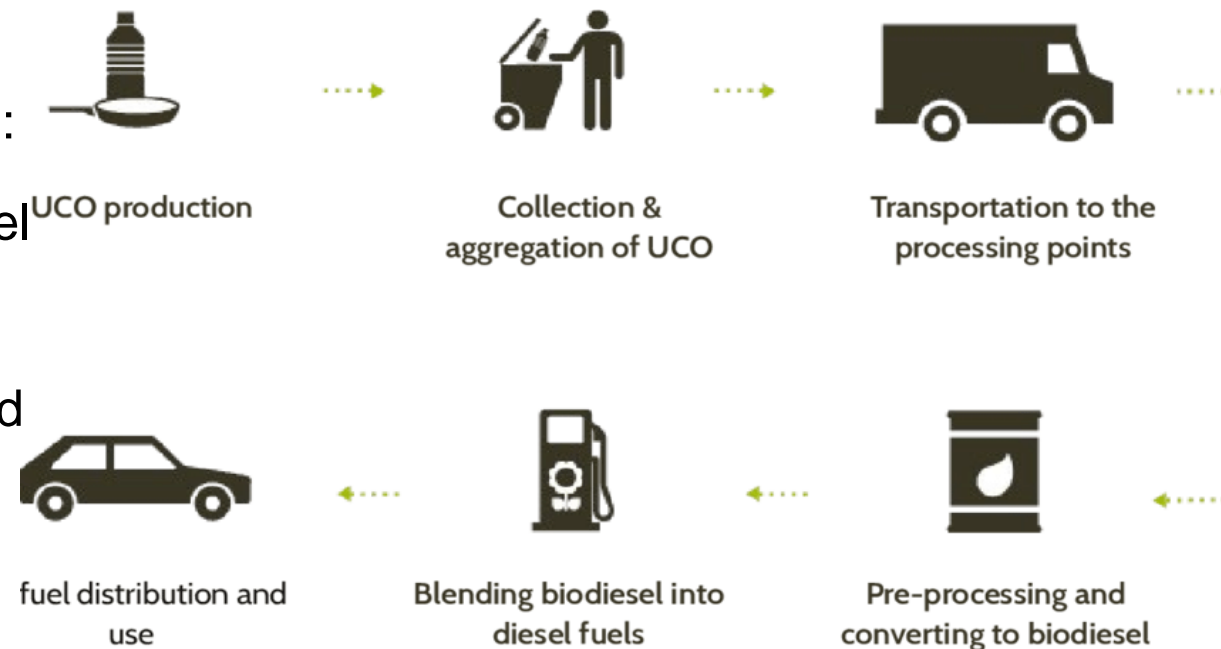 :
el
UCO production
Collection &
aggregation of UCO
Transportation to the
processing points
d
fuel distribution and
use
Blending biodiesel into
diesel fuels
Pre-processing and
converting to biodiesel